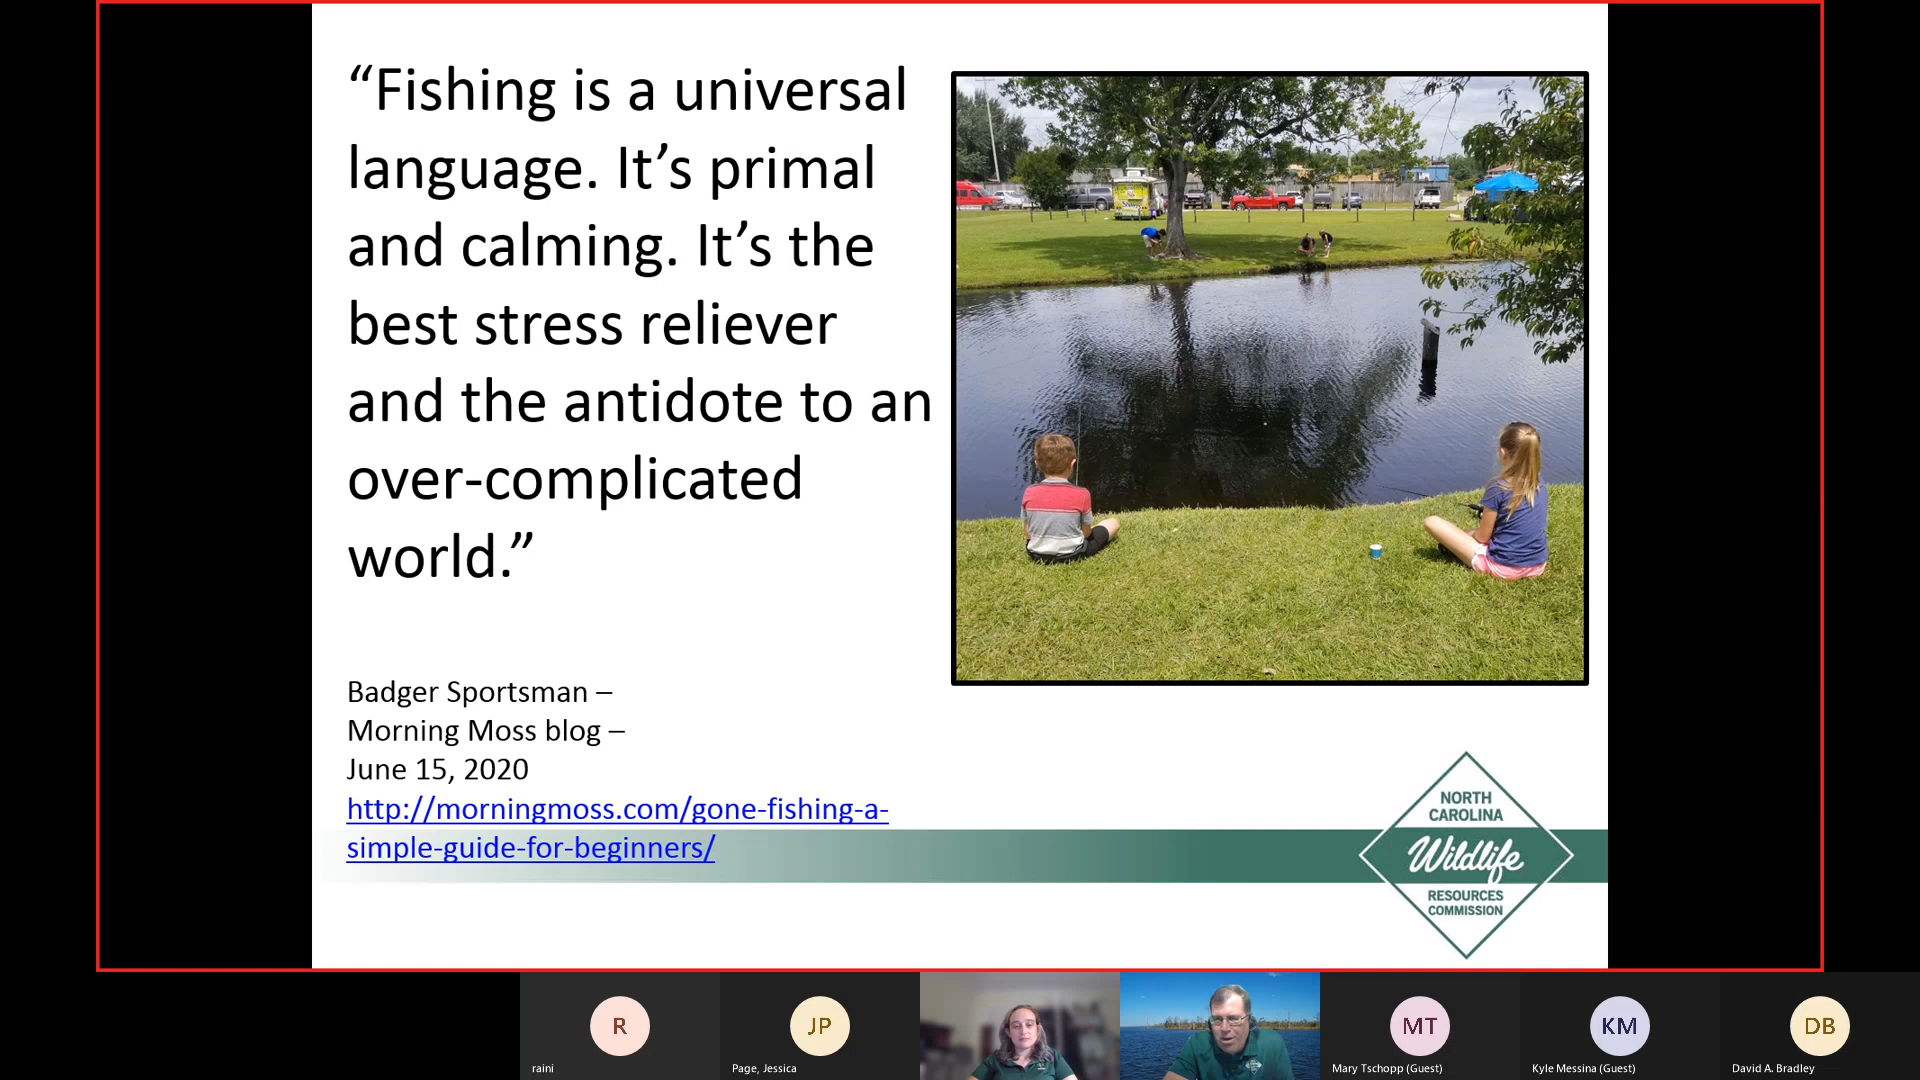 “Fishing is a universal
language. It’s primal
and calming. It’s the
best stress reliever
and the antidote to an
over-complicated
world.”
Badger Sportsman –
Morning Moss blog –
June 15, 2020
http://morningmoss.com/gone-fishing-a-
simple-guide-for-beginners/
NORTH
CAROLINA
Wildlife
RESOURCES
COMMISSION
R
raini
JP
Page, Jessica
MT
Mary Tschopp (Guest)
KM
Kyle Messina (Guest)
DB
David A. Bradley